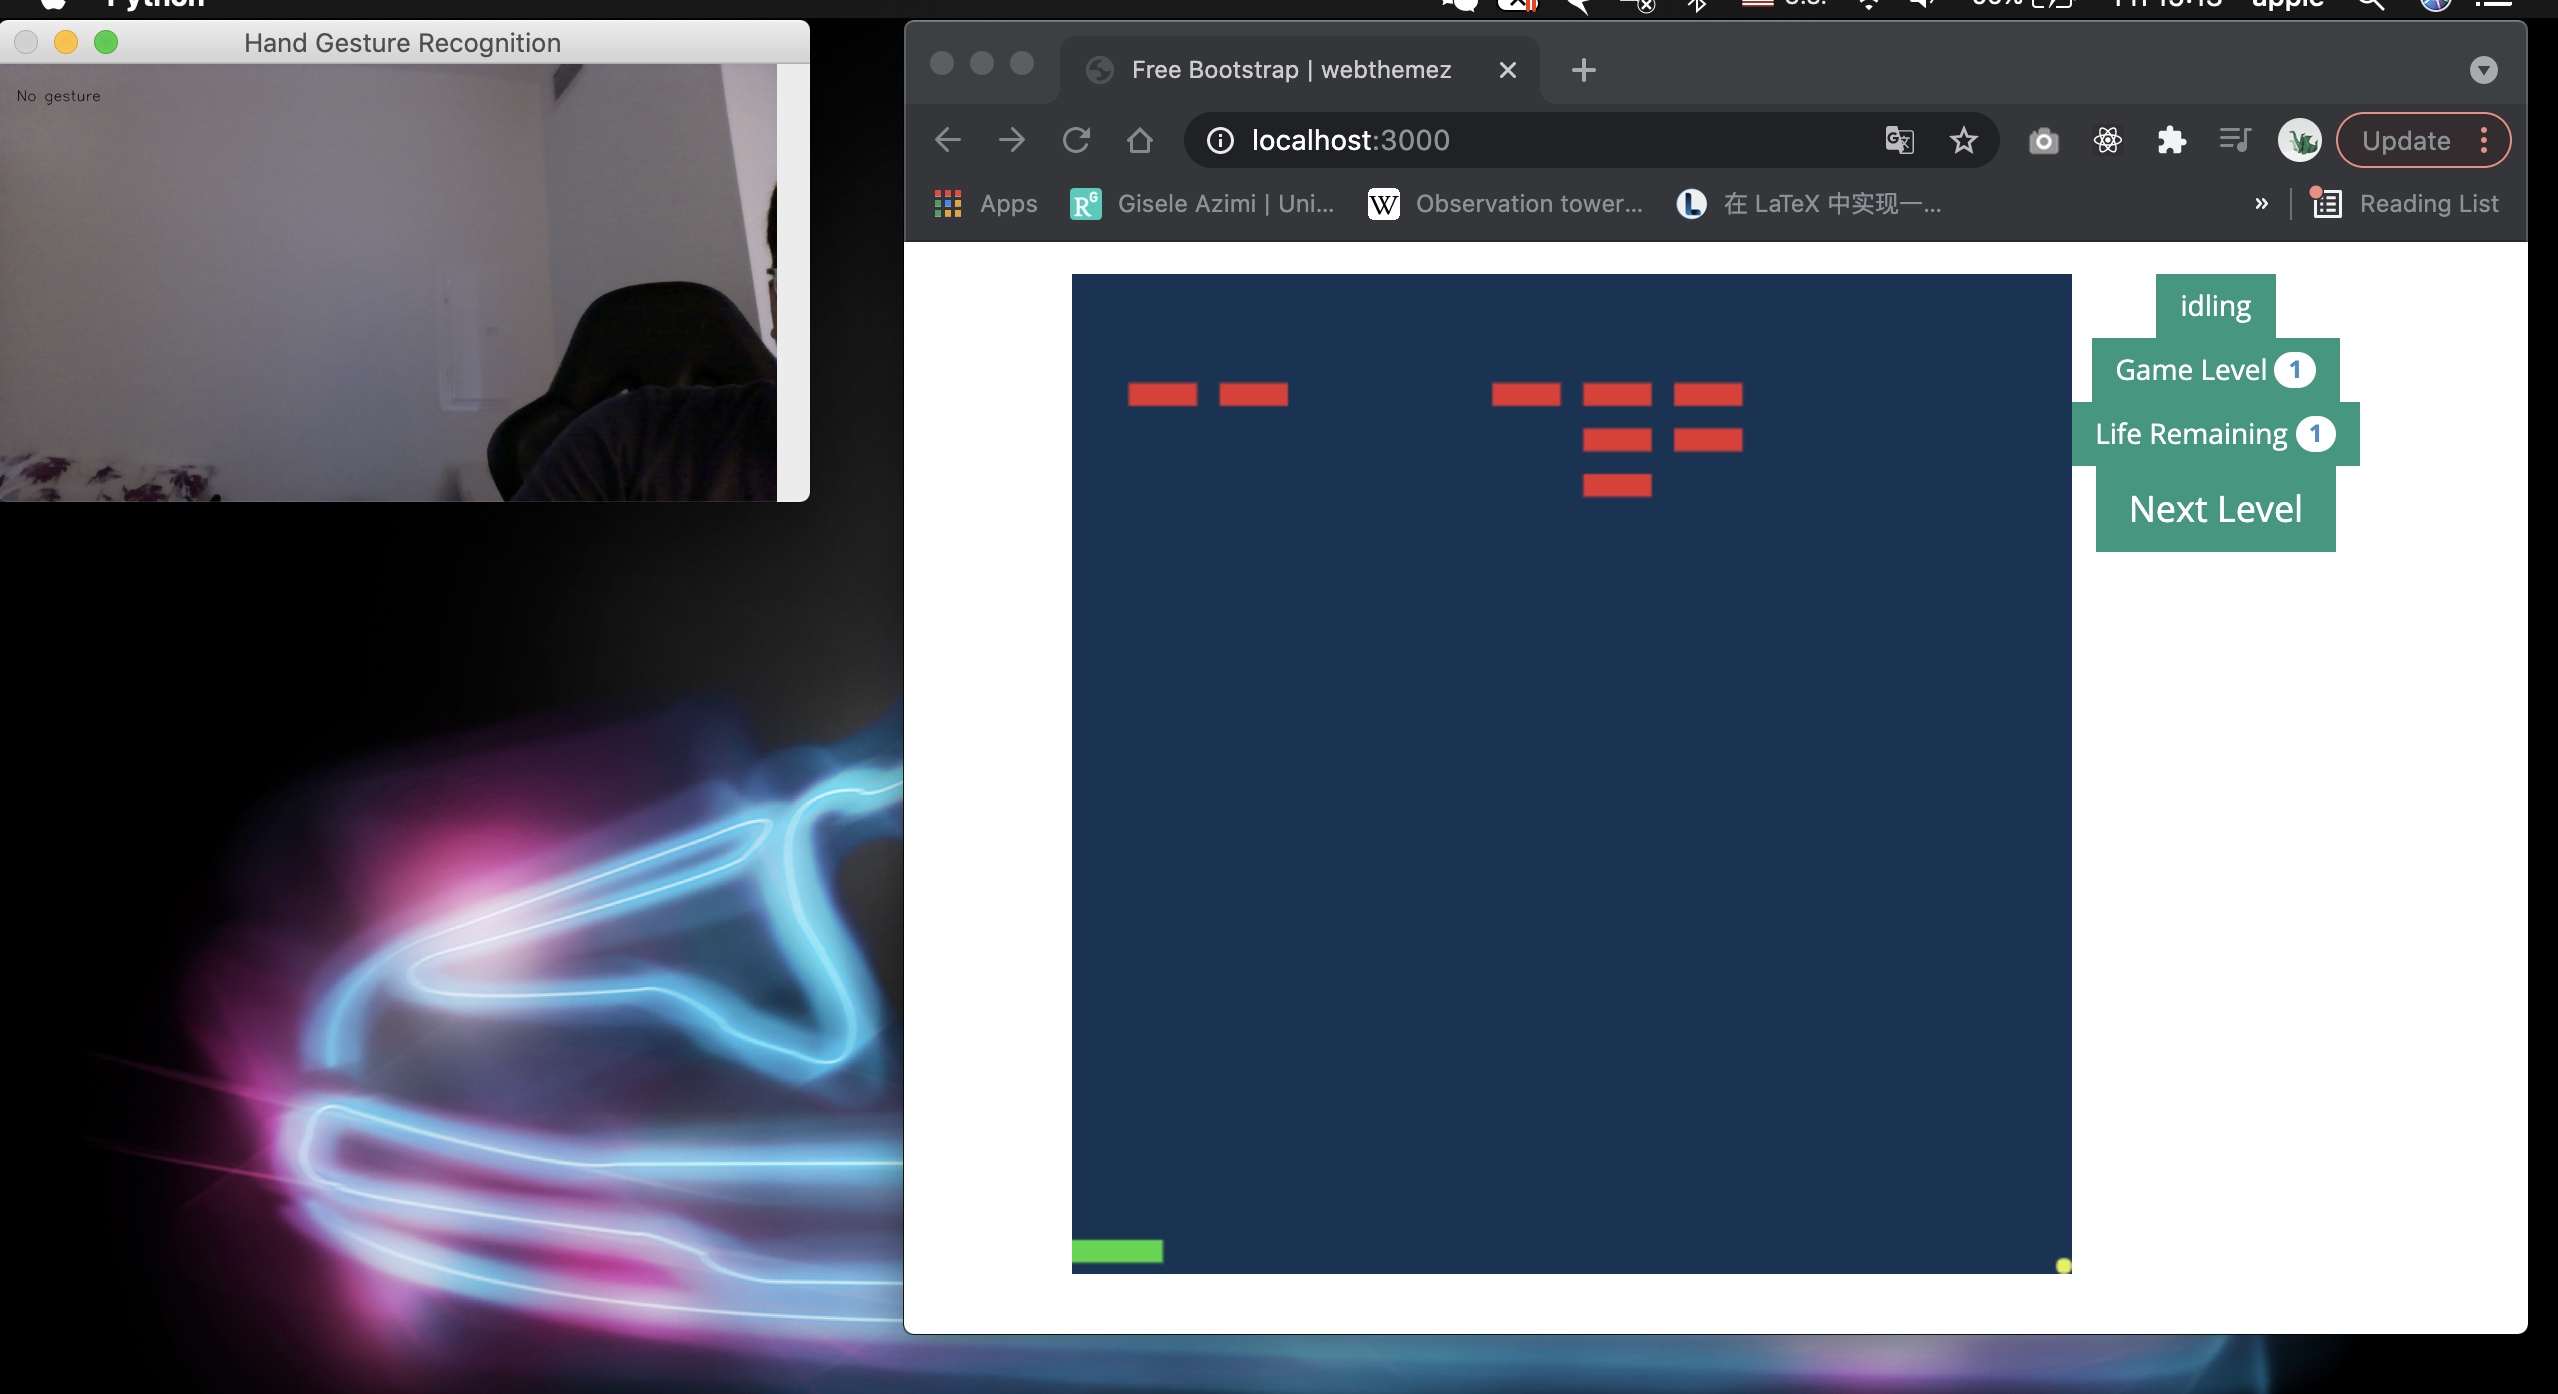 Python
Hand Gesture Recognition
No gesture
Free Bootstrap | webthemez
localhost:3000
Update
Apps
Gisele Azimi | Uni...
Observation tower...
在 LaTeX 中实现一...
»
Reading List
idling
Game Level 1
Life Remaining 1
Next Level